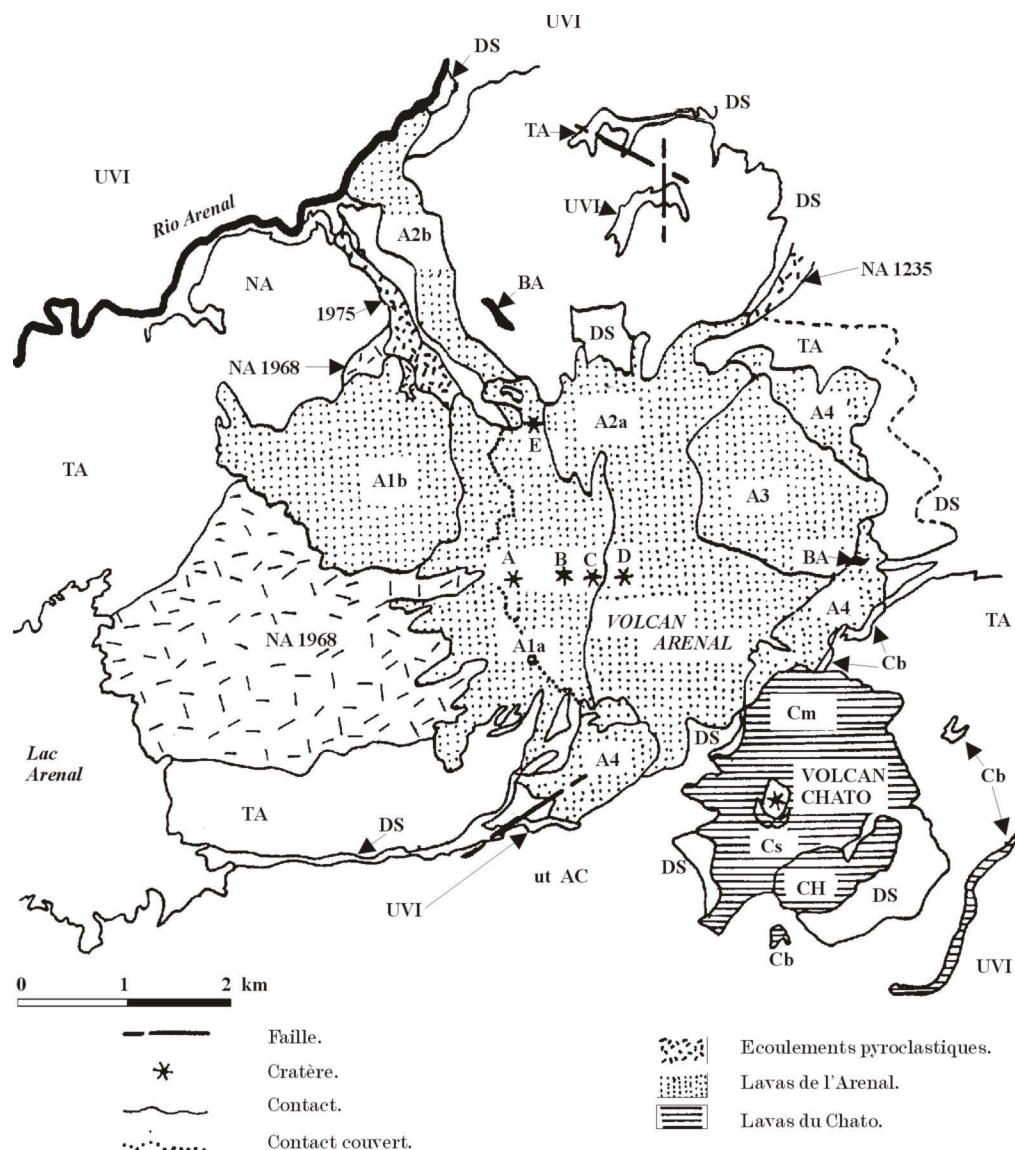 UVI
DS
DS
TA
UVI
UVI
DS
Rio Arenal
A2b
NA 1235
NA
BA
1975
DS
TA
NA 1968
A4
A2a
E
TA
A1b
A3
DS
A B C D
BA
A4
NA 1968
VOLCAN
ARENAL
TA
A1a
Cb
Cm
DS
Lac
Arenal
A4
VOLCAN
CHATO
Cb
TA
DS
Cs
DS
CH
DS
ut AC
UVI
Cb
UVI
0 1 2 km
Faille.
Cratère.
Contact.
Contact couvert.
Ecoulements pyroclastiques.
Lavas de l'Arenal.
Lavas du Chato.